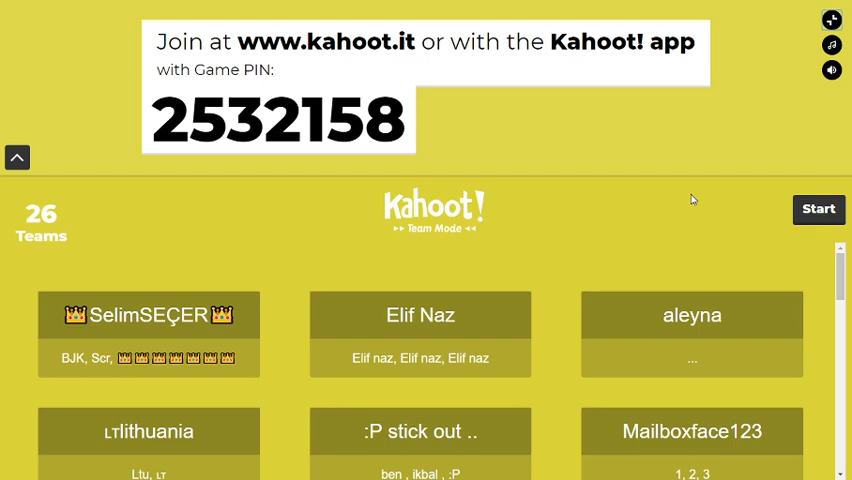 Join at www.kahoot.it or with the Kahoot! app
with Game PIN:
2532158
26
Teams
Kahoot!
Team Mode
Start
👑SelimSEÇER👑
Elif Naz
aleyna
BJK, Scr, 👑👑👑👑👑👑👑
Elif naz, Elif naz, Elif naz
...
ʟᴛlithuania
:P stick out ..
Mailboxface123
Ltu, ʟᴛ
ben , ikbal , :P
1, 2, 3